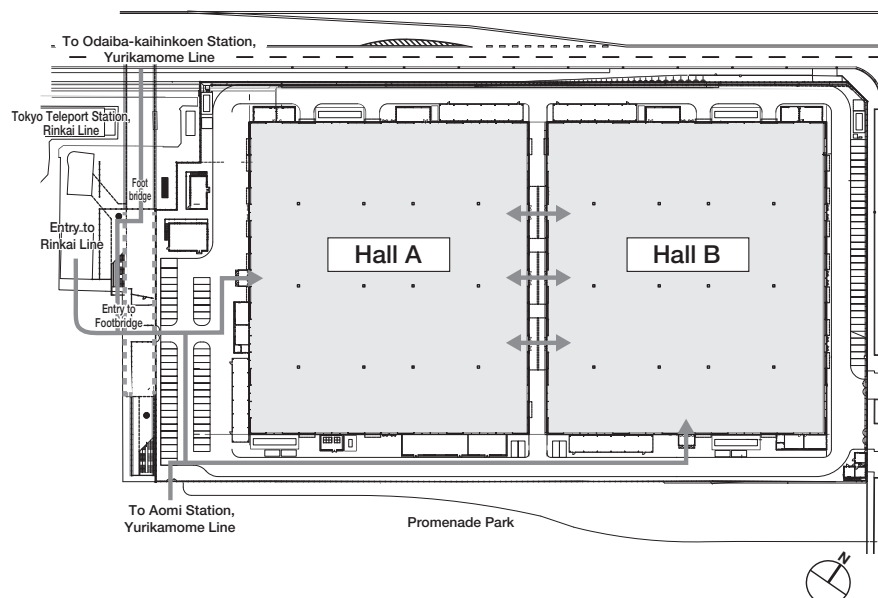 To Odaiba-kaihinkoen Station,
Yurikamome Line
Tokyo Teleport Station,
Rinkai Line
Foot
bridge
Entry to
Rinkai Line
Entry to
Footbridge
Hall A
Hall B
To Aomi Station,
Yurikamome Line
Promenade Park
N